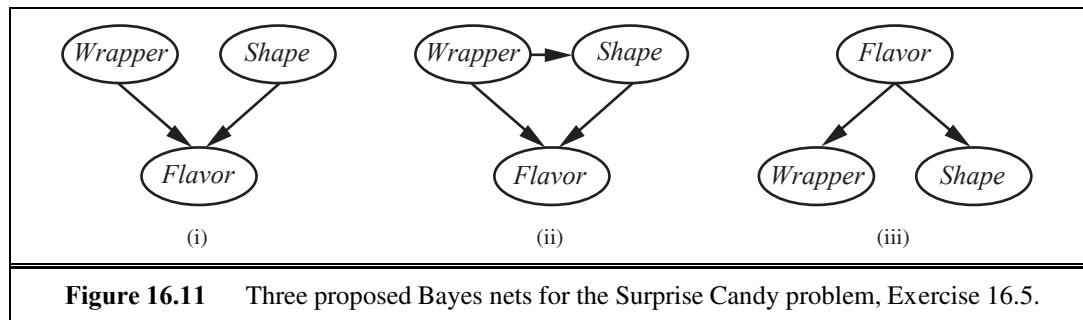 Wrapper Shape Wrapper Shape Flavor
Flavor Flavor Wrapper Shape
(i) (ii) (iii)
Figure 16.11 Three proposed Bayes nets for the Surprise Candy problem, Exercise 16.5.